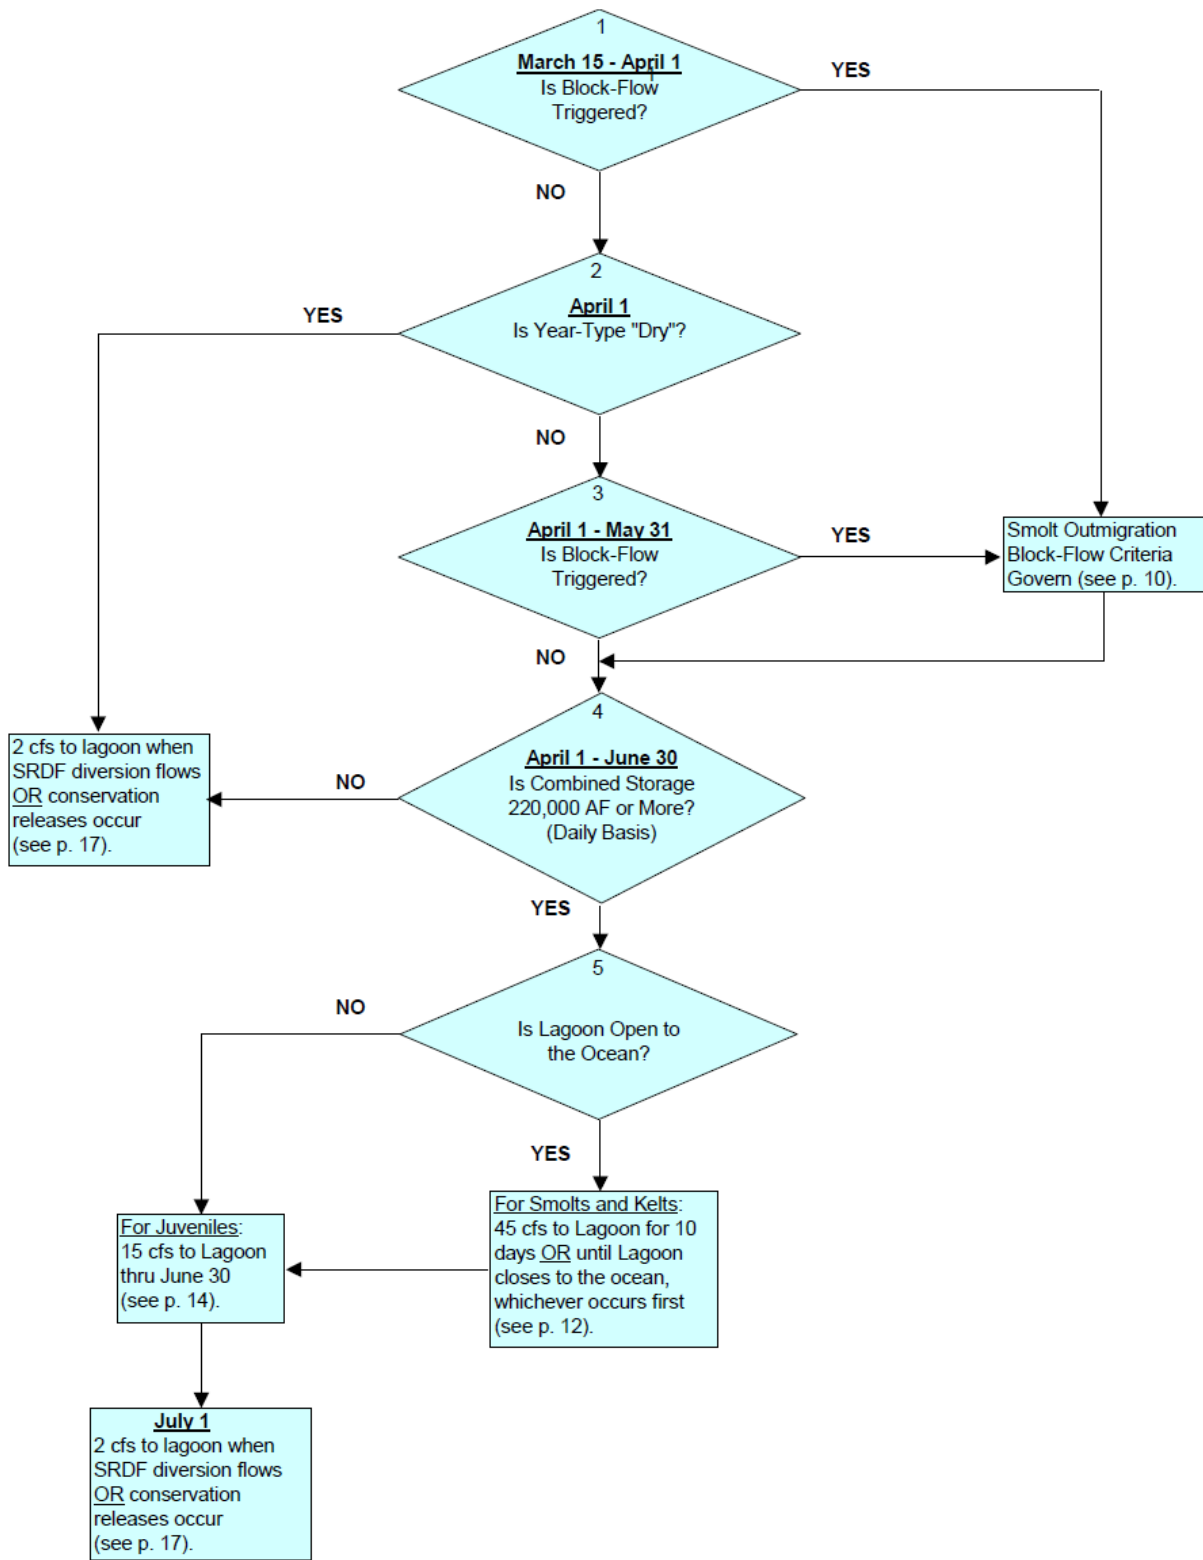 1
March 15 - April 1
1
Is Block-Flow
Triggered?
YES
NO
2
April 1
Is Year-Type "Dry"?
YES
NO
3
April 1 - May 31
Is Block-Flow
Triggered?
YES
Smolt Outmigration
Block-Flow Criteria
Govern (see p. 10).
NO
4
April 1 - June 30
Is Combined Storage
220,000 AF or More?
(Daily Basis)
NO
2 cfs to lagoon when
SRDF diversion flows
OR conservation
releases occur
(see p. 17).
YES
5
Is Lagoon Open to
the Ocean?
NO
YES
For Smolts and Kelts:
45 cfs to Lagoon for 10
days OR until Lagoon
closes to the ocean,
whichever occurs first
(see p. 12).
For Juveniles:
15 cfs to Lagoon
thru June 30
(see p. 14).
July 1
2 cfs to lagoon when
SRDF diversion flows
OR conservation
releases occur
(see p. 17).